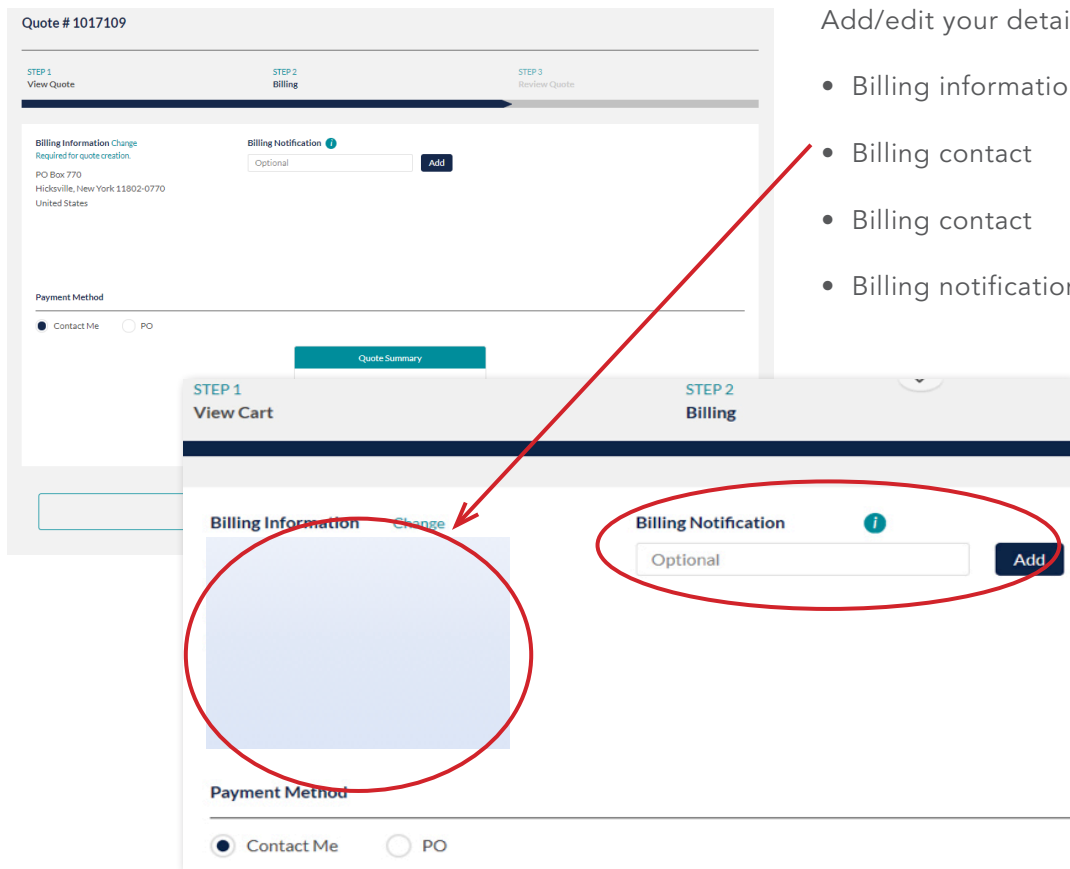 Quote # 1017109
STEP 1
View Quote
STEP 2
Billing
STEP 3
Review Quote
Billing Information Change
Required for quote creation.
PO Box 770
Hicksville, New York 11802-0770
United States
Billing Notification i
Optional
Add
Payment Method
Contact Me
PO
Quote Summary
Add/edit your detai
• Billing informatio
• Billing contact
• Billing contact
• Billing notification
STEP 1
View Cart
STEP 2
Billing
Billing Information Change
Billing Notification i
Optional
Add
Payment Method
Contact Me
PO